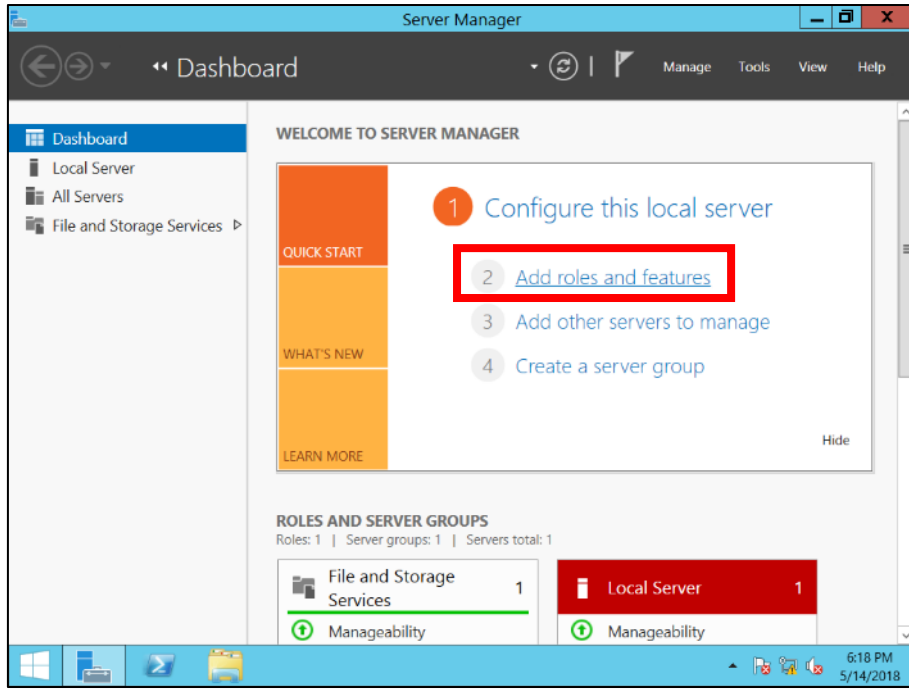 Server Manager
Dashboard
Manage Tools View Help
Dashboard
Local Server
All Servers
File and Storage Services
WELCOME TO SERVER MANAGER
QUICK START
WHAT'S NEW
LEARN MORE
1 Configure this local server
2 Add roles and features
3 Add other servers to manage
4 Create a server group
Hide
ROLES AND SERVER GROUPS
Roles: 1 | Server groups: 1 | Servers total: 1
File and Storage
Services
1
Manageability
Local Server 1
Manageability
6:18 PM
5/14/2018